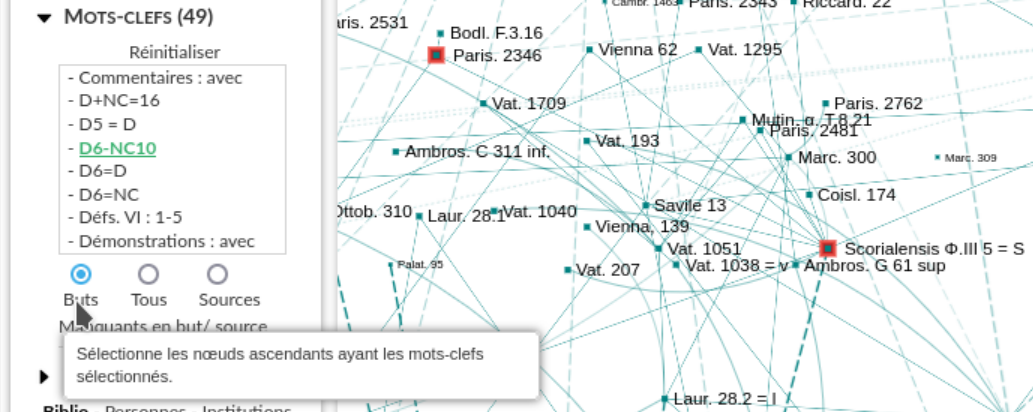 MOTS-CLEFS (49)
Réinitialiser
- Commentaires : avec
- D+NC=16
- D5 = D
- D6-NC10
- D6=D
- D6=NC
- Défs. VI : 1-5
- Démonstrations : avec
Buts Tous Sources
Manquants en but/ source
Sélectionne les nœuds ascendants ayant les mots-clefs
sélectionnés.
Biblio Personnes Institutions
Cambr. 1463 Paris. 2343 Riccard. 22
aris. 2531
Bodl. F.3.16
Paris. 2346 Vienna 62 Vat. 1295
Vat. 1709 Paris. 2762
Mutin. α. T.8.21
Paris. 2481
Vat. 193
Ambros. C 311 inf. Marc. 300 Marc. 309
Coisl. 174
Ottob. 310 Laur. 28.1 Vat. 1040 Savile 13
Vienna, 139
Vat. 1051 Scorialensis Φ.III 5 = S
Palat. 95 Vat. 207 Vat. 1038 = v Ambros. G 61 sup
Laur. 28.2 = l